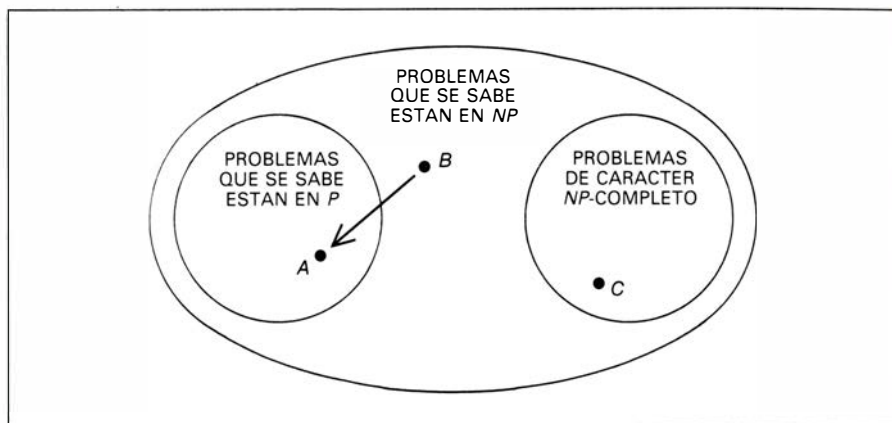 PROBLEMAS
QUE SE SABE
ESTAN EN NP
PROBLEMAS
QUE SE SABE
ESTAN EN P
B
PROBLEMAS
DE CARACTER
NP-COMPLETO
A
C